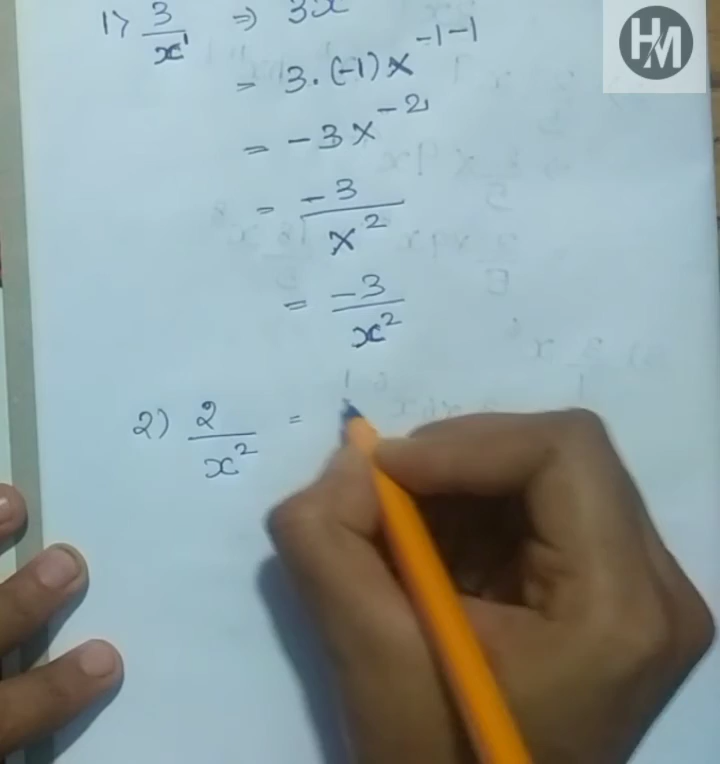 HM
1) 3/x¹ ⇒ 3x
= 3·(-1)x⁻¹⁻¹
= -3x⁻²
= -3/x²
= -3/x²
2) 2/x² =